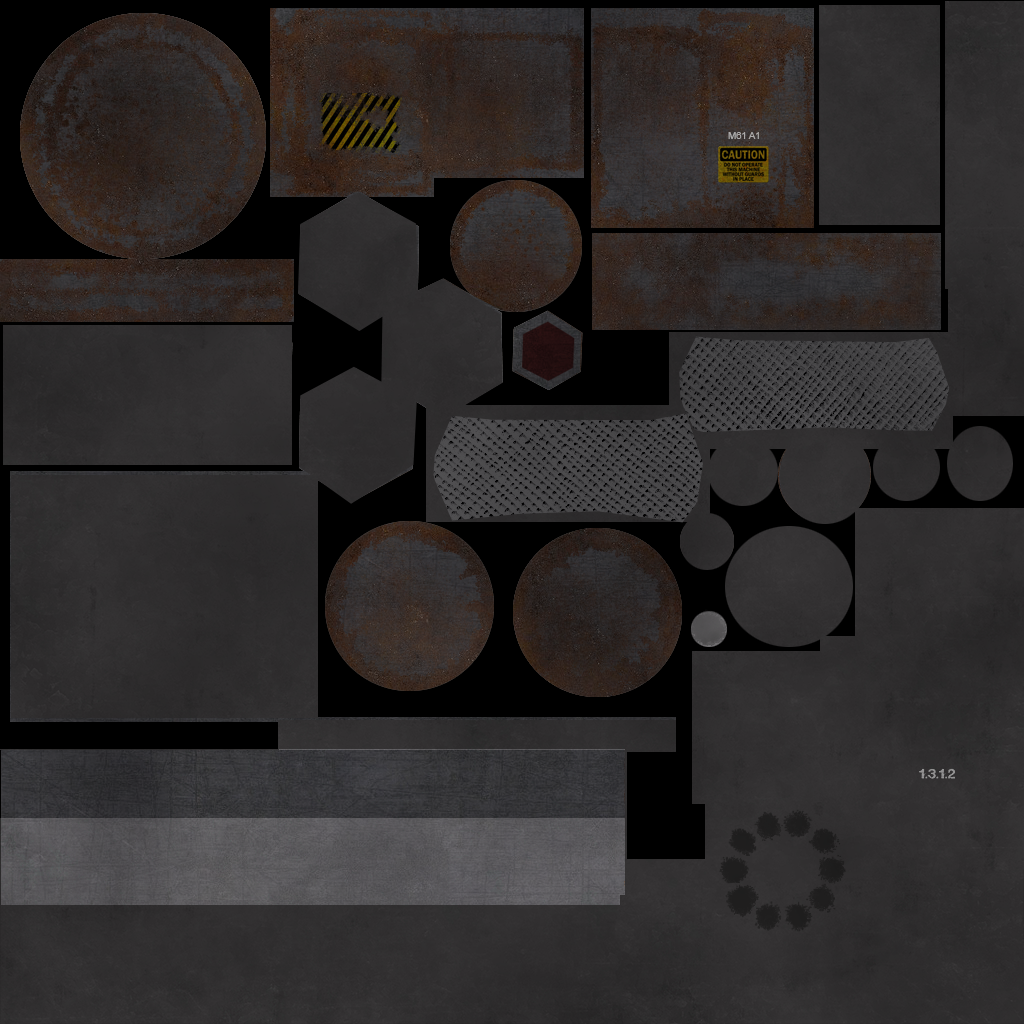 M61 A1
CAUTION
DO NOT OPERATE
THIS MACHINE
WITHOUT GUARDS
IN PLACE
1.3.1.2